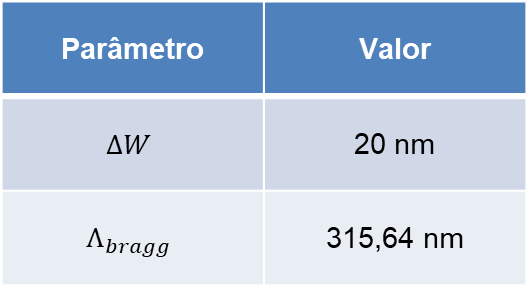 Parâmetro Valor
Δ𝑊 20 nm
Λ𝑏𝑟𝑎𝑔𝑔 315,64 nm